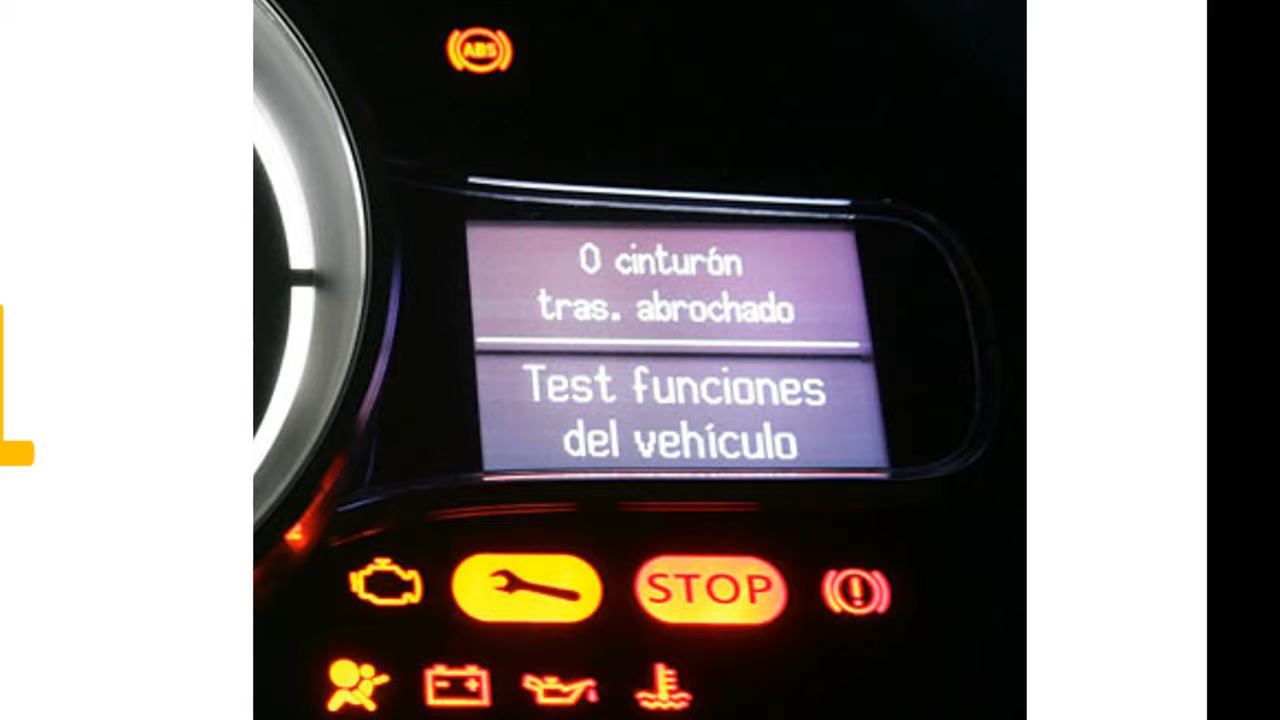 ABS
0 cinturón
tras. abrochado
Test funciones
del vehículo
STOP